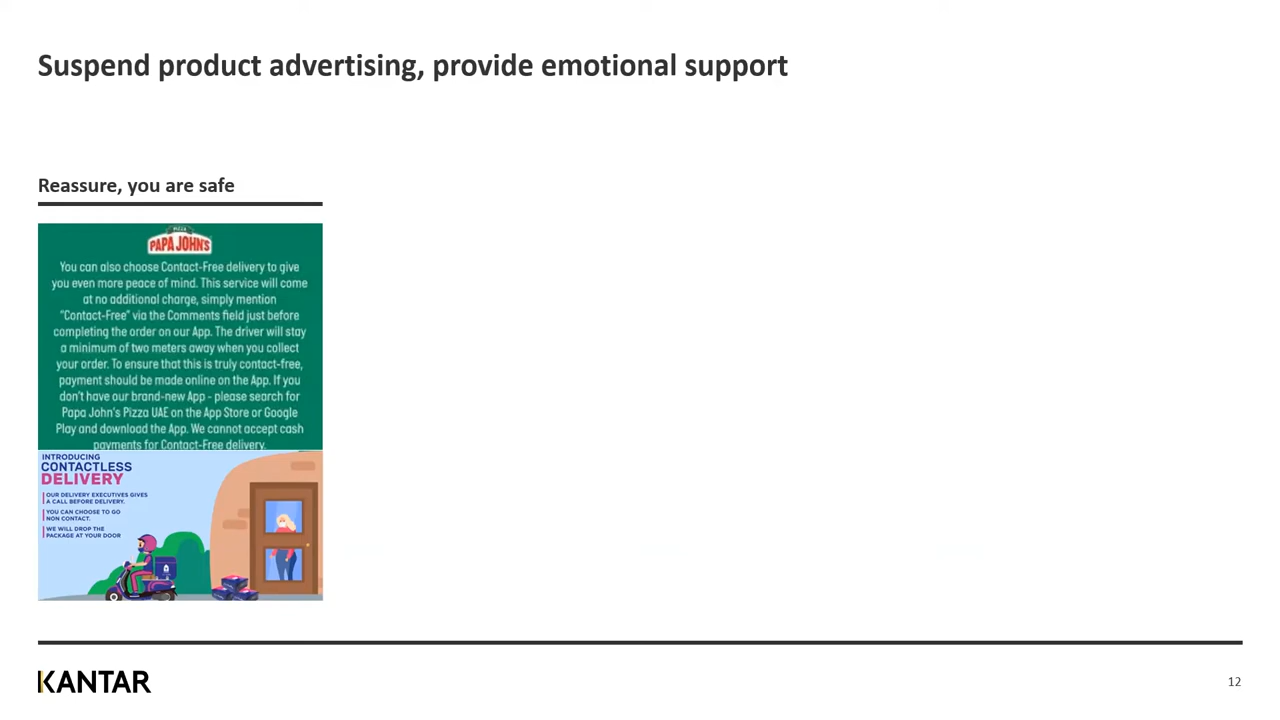 Suspend product advertising, provide emotional support
Reassure, you are safe
PIZZA
PAPA JOHN'S
You can also choose Contact-Free delivery to give
you even more peace of mind. This service will come
at no additional charge, simply mention
"Contact-Free" via the Comments field just before
completing the order on our App. The driver will stay
a minimum of two meters away when you collect
your order. To ensure that this is truly contact-free,
payment should be made online on the App. If you
don't have our brand-new App - please search for
Papa John's Pizza UAE on the App Store or Google
Play and download the App. We cannot accept cash
payments for Contact-Free delivery.
INTRODUCING
CONTACTLESS
DELIVERY
OUR DELIVERY EXECUTIVES GIVES
A CALL BEFORE DELIVERY.
YOU CAN CHOOSE TO GO
NON CONTACT.
WE WILL DROP THE
PACKAGE AT YOUR DOOR
KANTAR
12